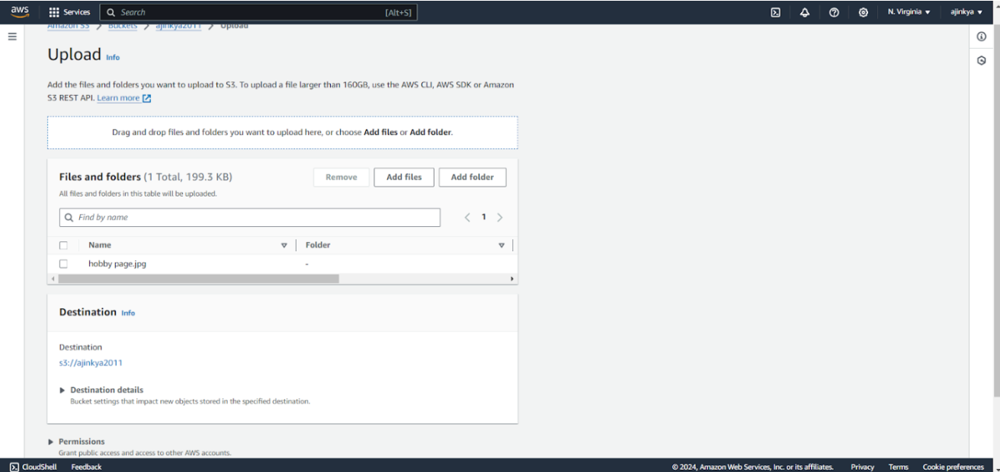 aws Services Search [Alt+S] N. Virginia ▼ ajinkya ▼
Amazon S3 > Buckets > ajinkya2011 > Upload
Upload Info
Add the files and folders you want to upload to S3. To upload a file larger than 160GB, use the AWS CLI, AWS SDK or Amazon
S3 REST API. Learn more
Drag and drop files and folders you want to upload here, or choose Add files or Add folder.
Files and folders (1 Total, 199.3 KB) Remove Add files Add folder
All files and folders in this table will be uploaded.
Find by name < 1 >
Name Folder
hobby page.jpg -
Destination Info
Destination
s3://ajinkya2011
Destination details
Bucket settings that impact new objects stored in the specified destination.
Permissions
Grant public access and access to other AWS accounts.
CloudShell Feedback © 2024, Amazon Web Services, Inc. or its affiliates. Privacy Terms Cookie preferences